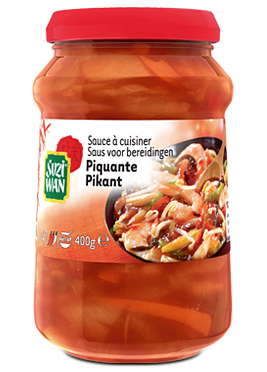 SUZI
WAN
Sauce à cuisiner
Saus voor bereidingen
Piquante
Pikant
400g